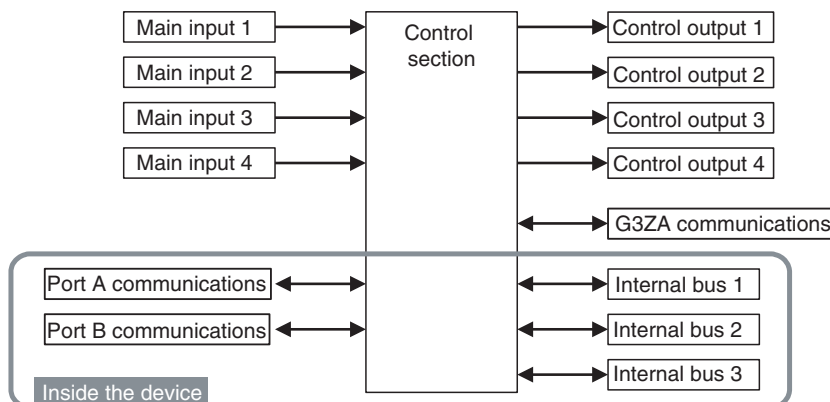 Main input 1
Main input 2
Main input 3
Main input 4
Control
section
Control output 1
Control output 2
Control output 3
Control output 4
G3ZA communications
Port A communications
Port B communications
Internal bus 1
Internal bus 2
Internal bus 3
Inside the device